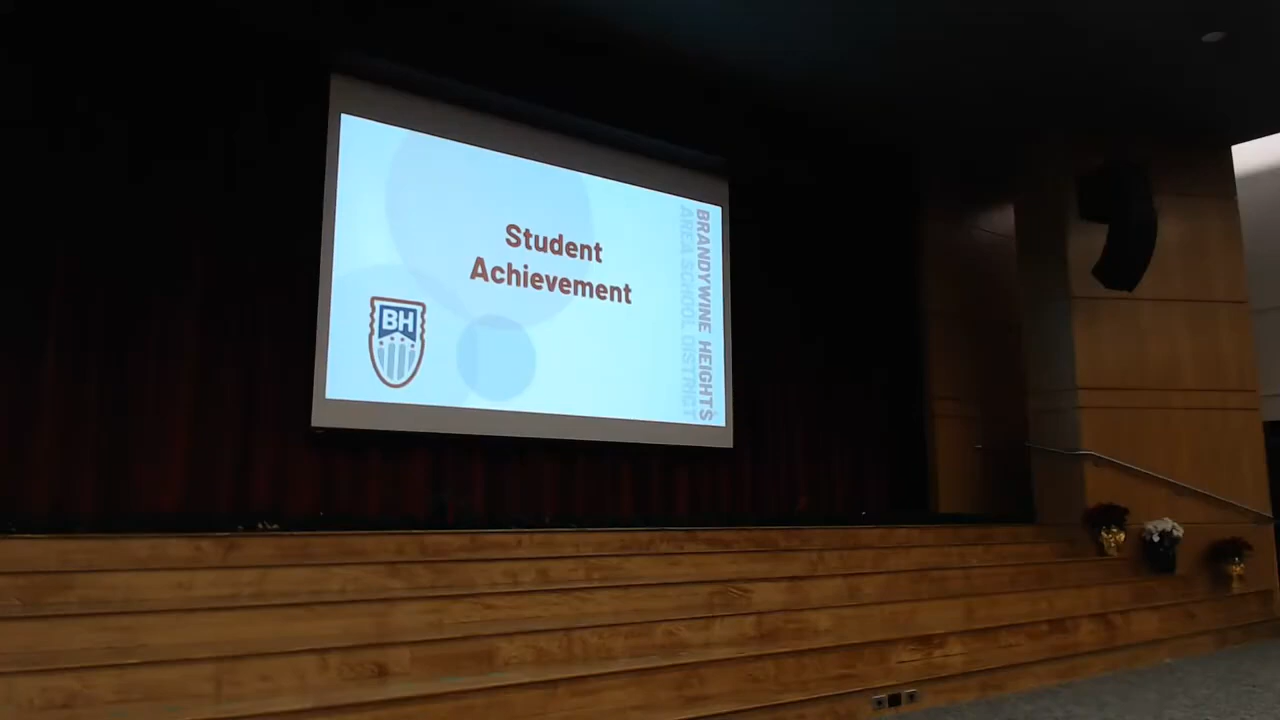 Student
Achievement
BH
BRANDYWINE HEIGHTS
AREA SCHOOL DISTRICT